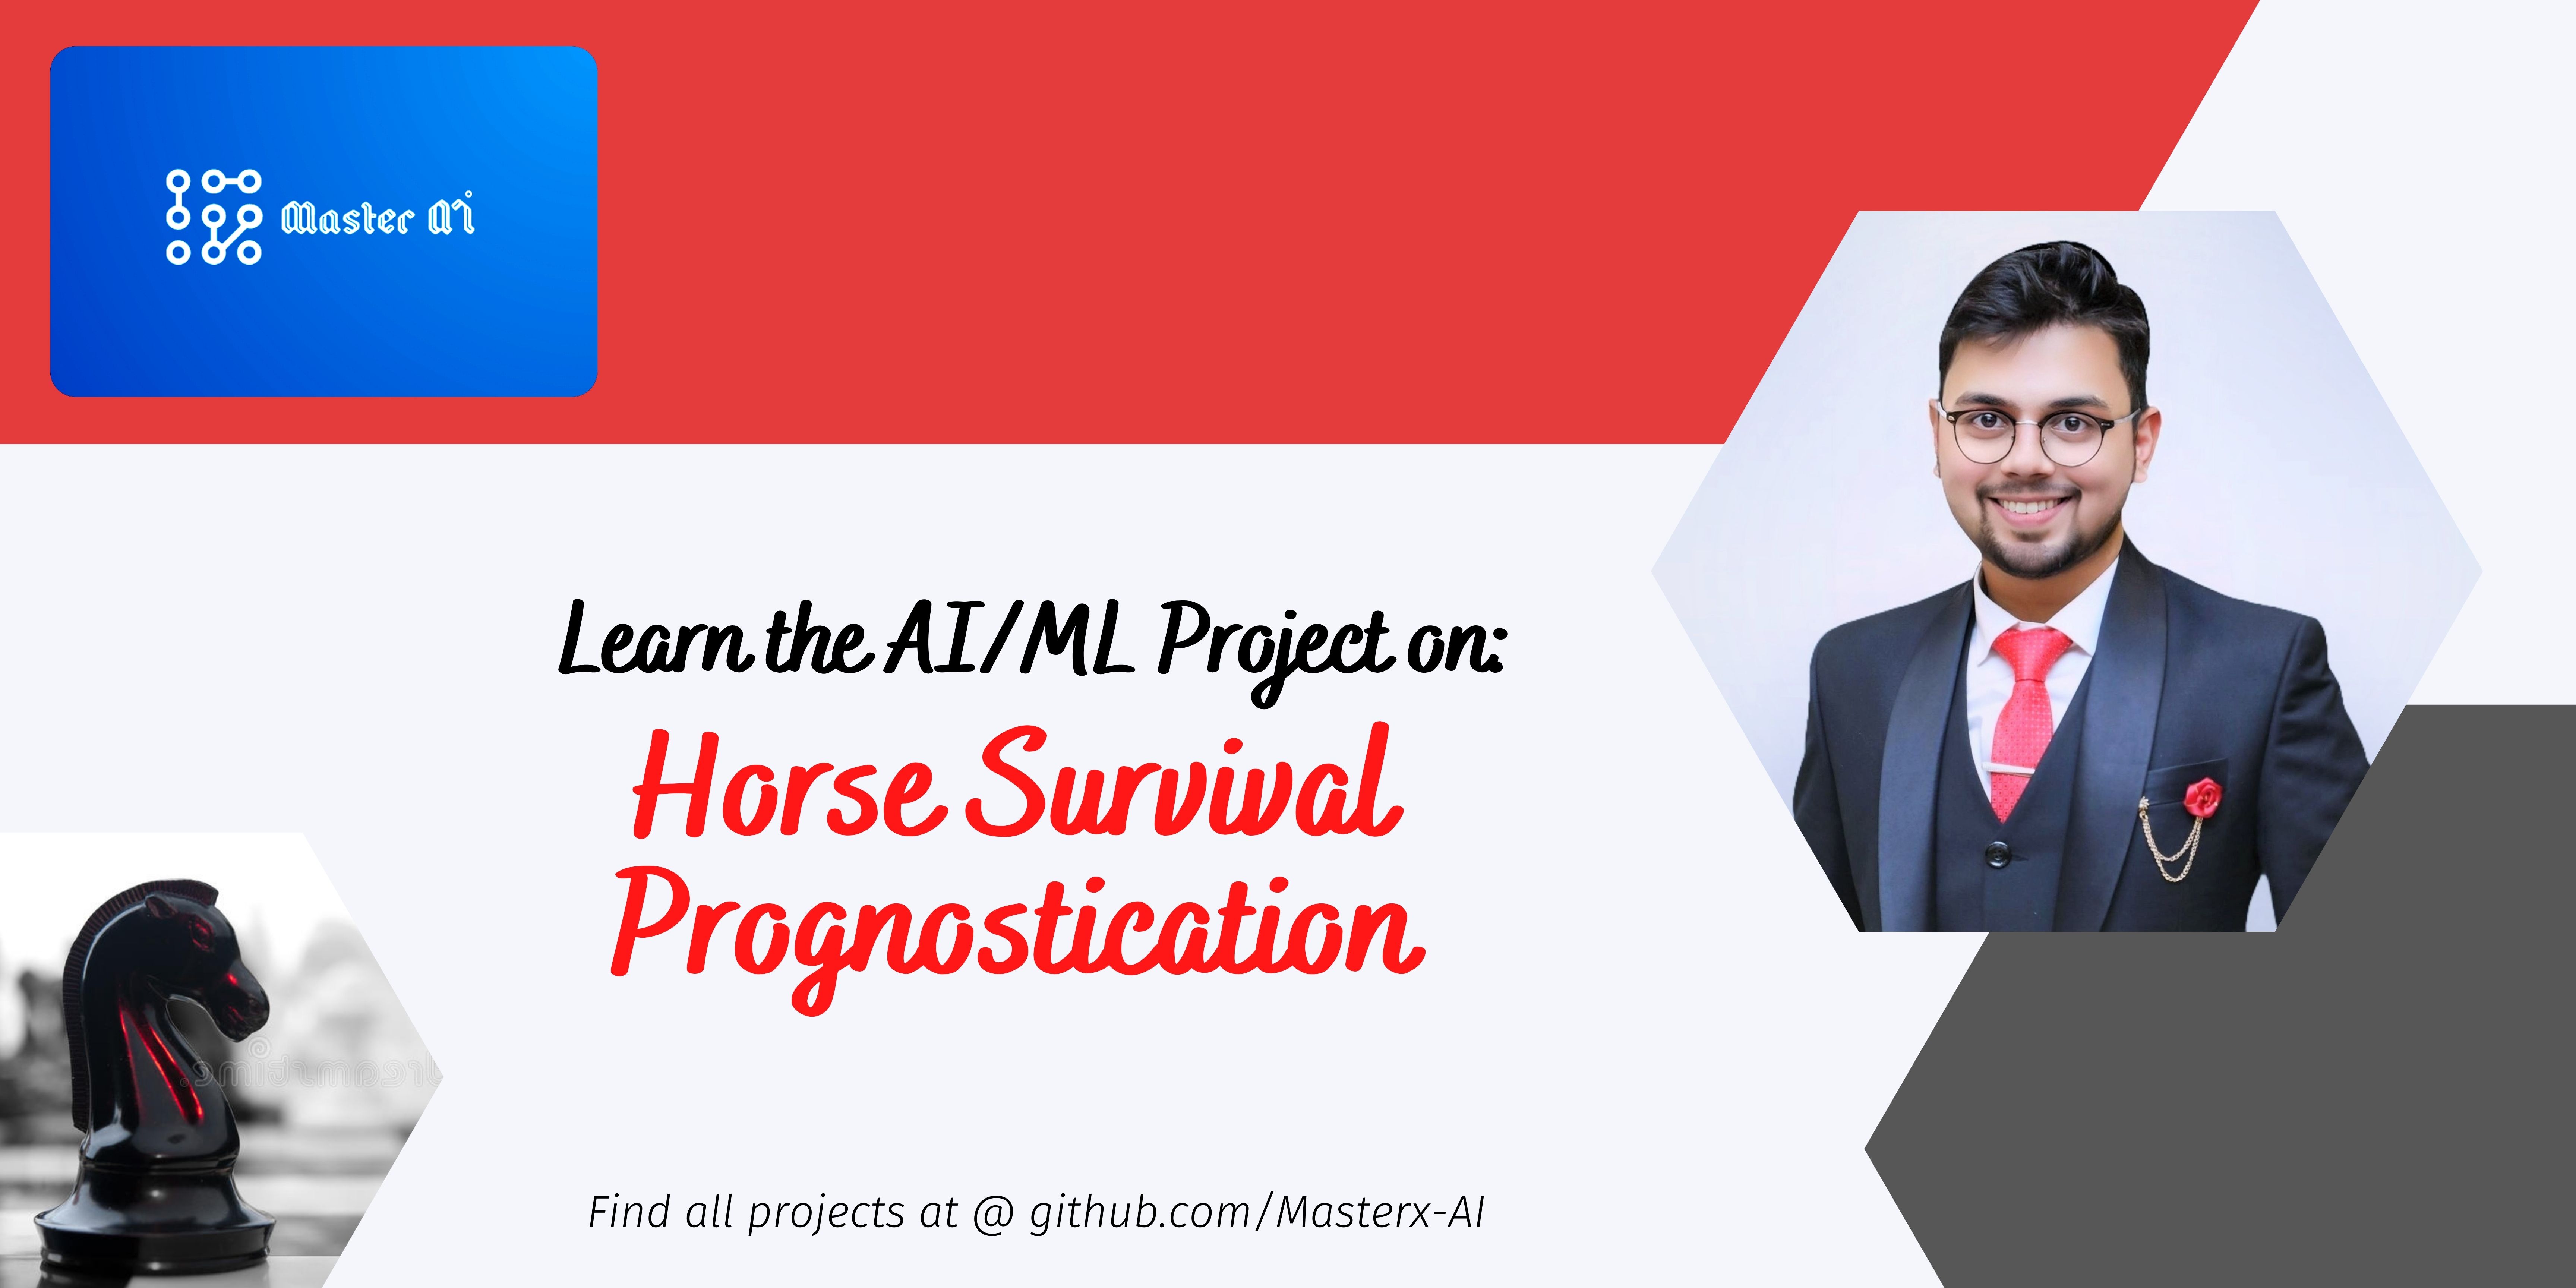 Master Ai
Learn the AI/ML Project on:
Horse Survival
Prognostication
Find all projects at @ github.com/Masterx-AI